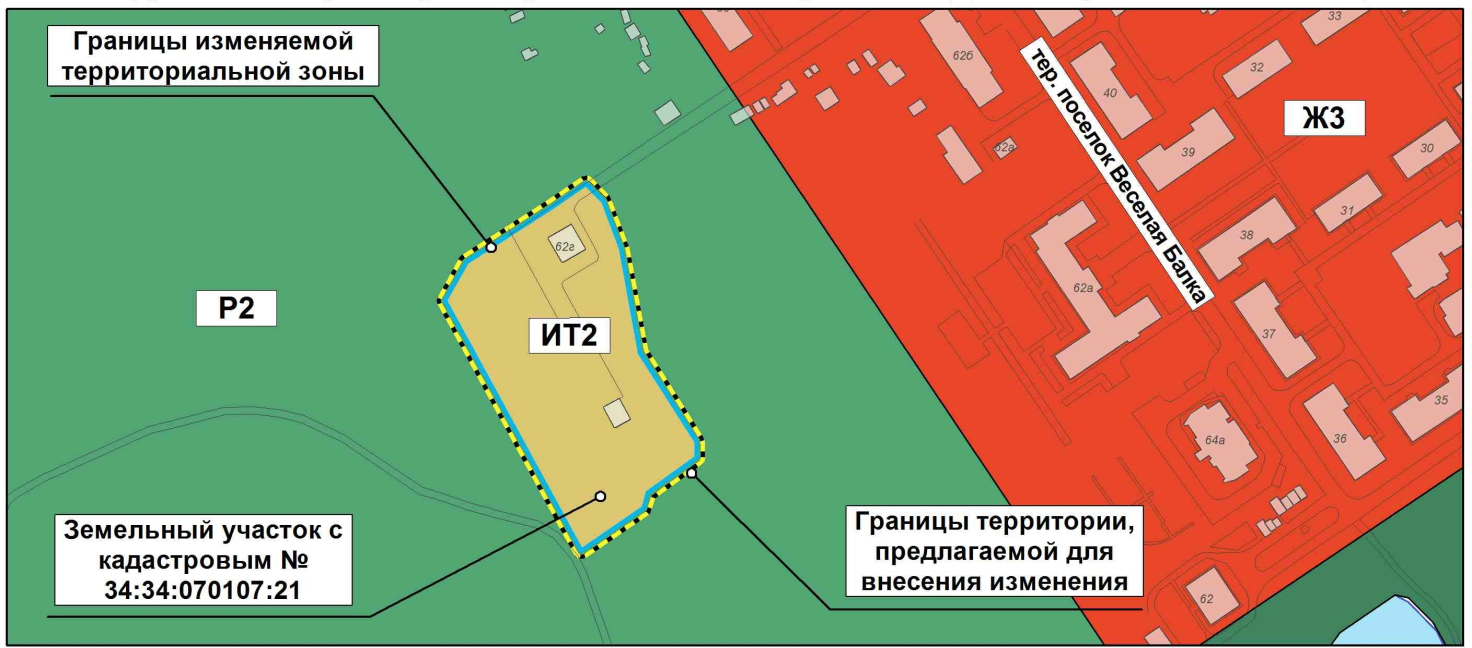 Границы изменяемой
территориальной зоны
62б
33
32
40
Ж3
тер. поселок Веселая Балка
62а
39
30
31
38
62г
62а
Р2
ИТ2
37
35
36
64а
Земельный участок с
кадастровым №
34:34:070107:21
Границы территории,
предлагаемой для
внесения изменения
62